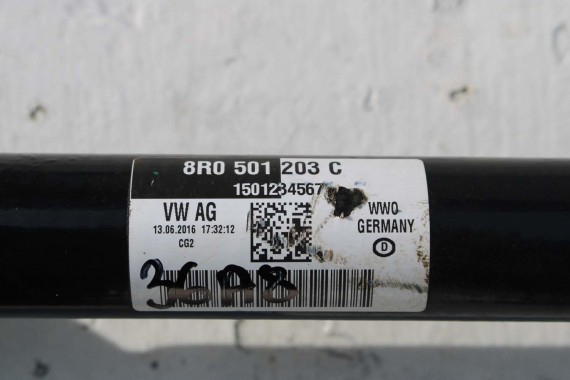 8R0 501 203 C
1501234567
VW AG
WWO
13.06.2016 17:32:12
GERMANY
CG2
D